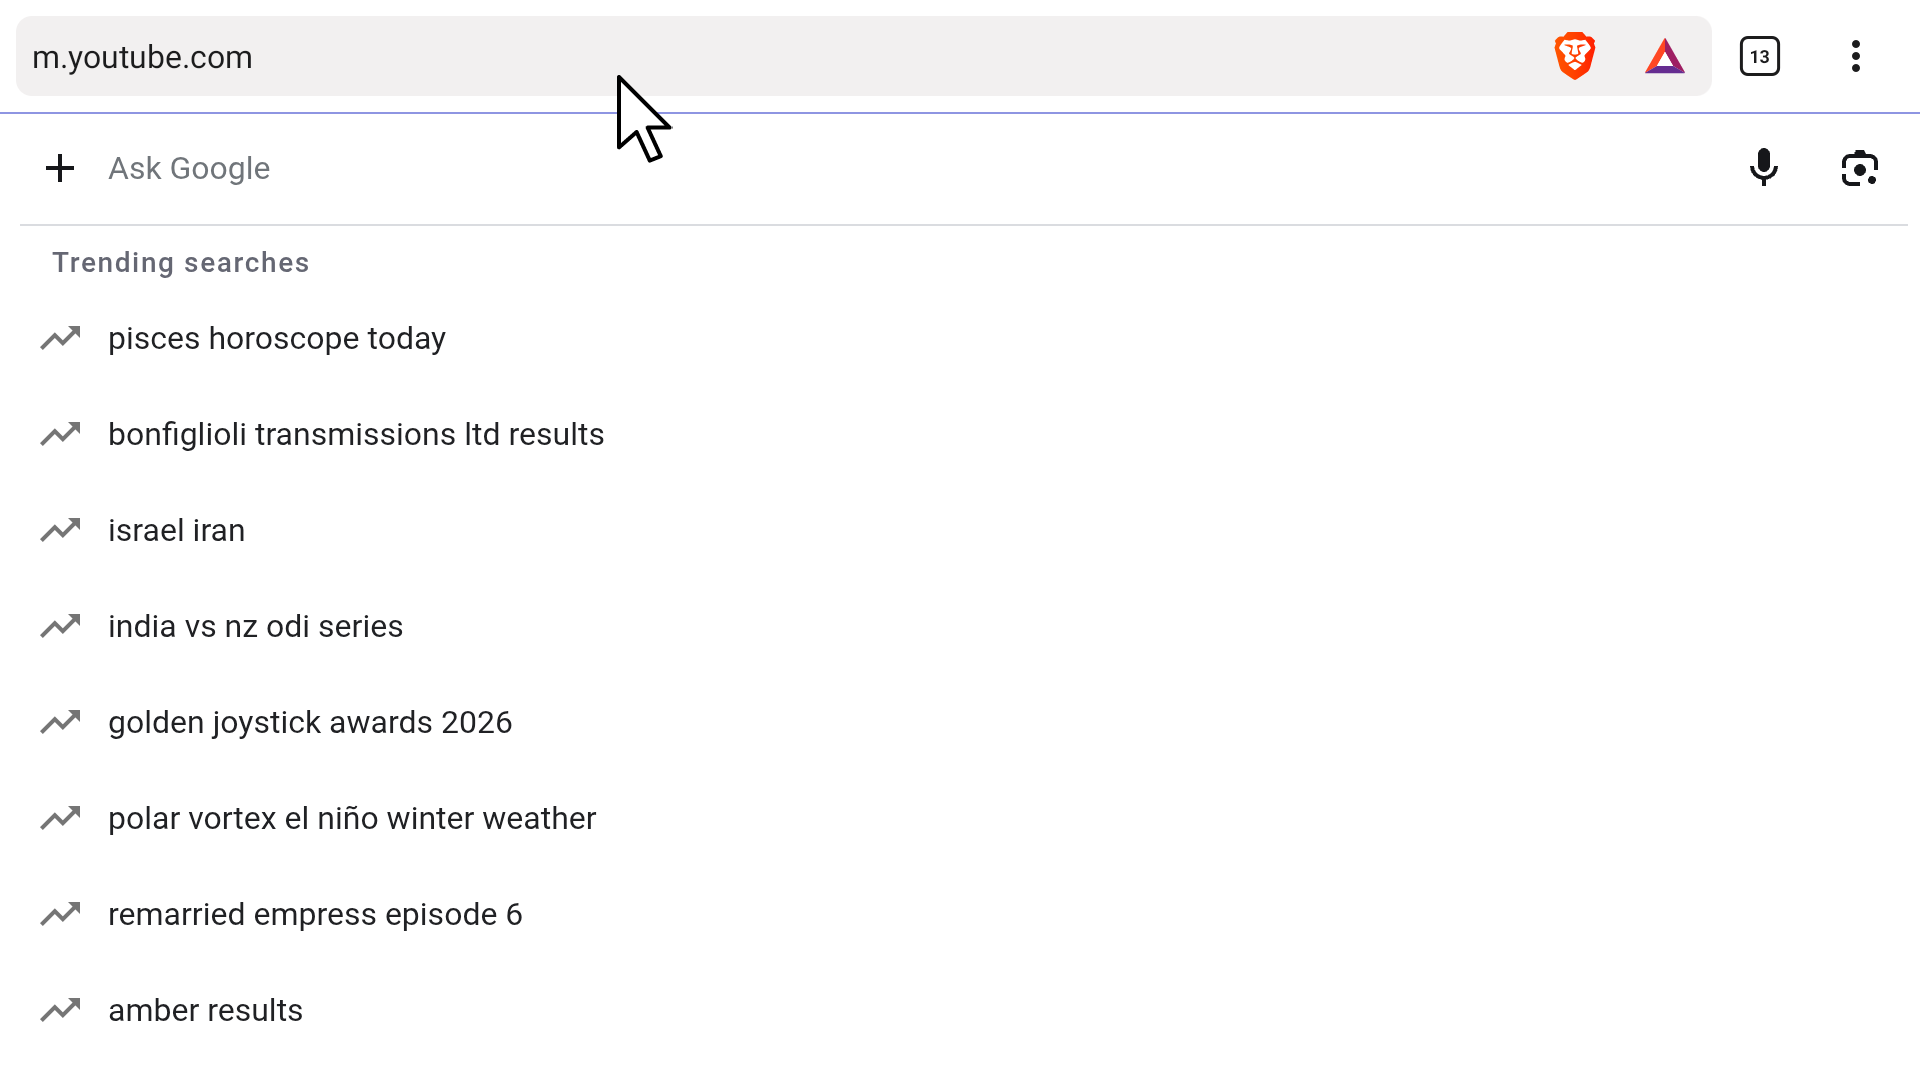 m.youtube.com
13
Ask Google
Trending searches
pisces horoscope today
bonfiglioli transmissions ltd results
israel iran
india vs nz odi series
golden joystick awards 2026
polar vortex el niño winter weather
remarried empress episode 6
amber results